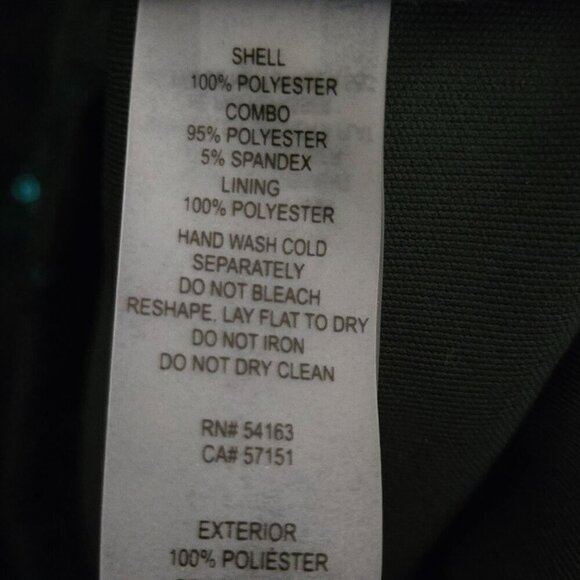 SHELL
100% POLYESTER
COMBO
95% POLYESTER
5% SPANDEX
LINING
100% POLYESTER
HAND WASH COLD
SEPARATELY
DO NOT BLEACH
RESHAPE, LAY FLAT TO DRY
DO NOT IRON
DO NOT DRY CLEAN
RN# 54163
CA# 57151
EXTERIOR
100% POLIÉSTER